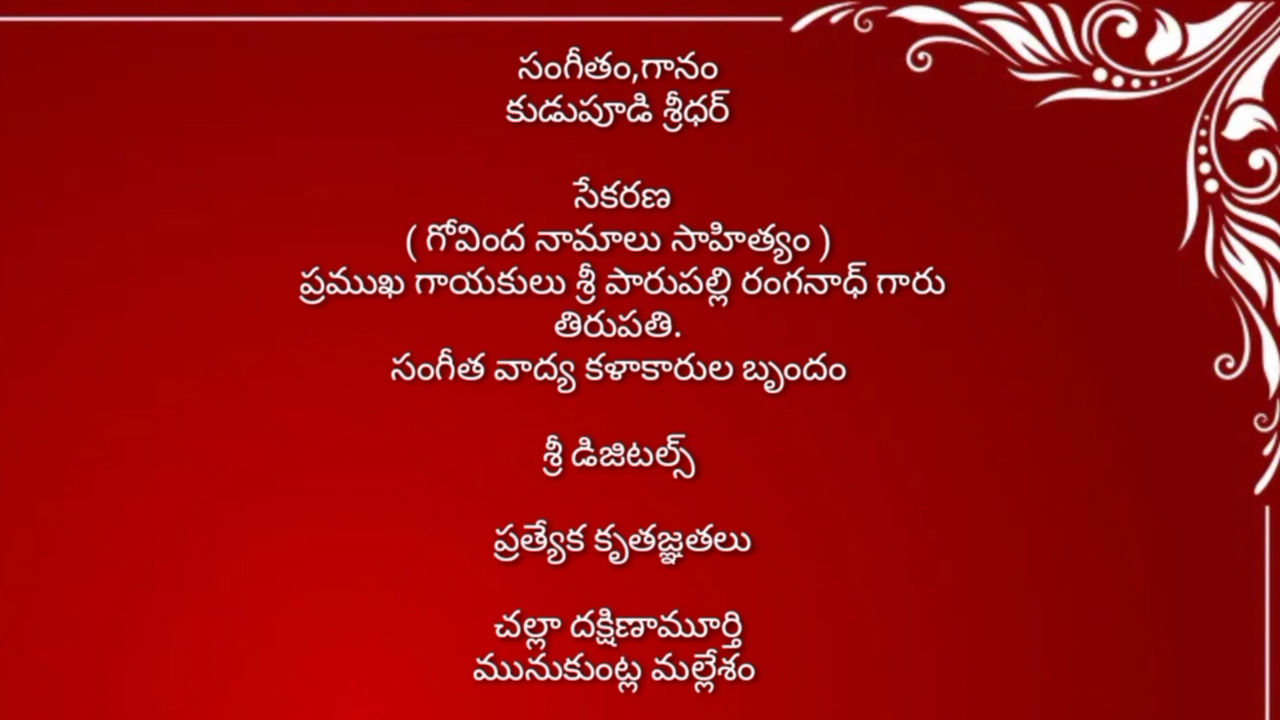 సంగీతం,గానం
కుడుపూడి శ్రీధర్
సేకరణ
( గోవింద నామాలు సాహిత్యం )
ప్రముఖ గాయకులు శ్రీ పారుపల్లి రంగనాధ్ గారు
తిరుపతి.
సంగీత వాద్య కళాకారుల బృందం
శ్రీ డిజిటల్స్
ప్రత్యేక కృతజ్ఞతలు
చల్లా దక్షిణామూర్తి
మునుకుంట్ల మల్లేశం